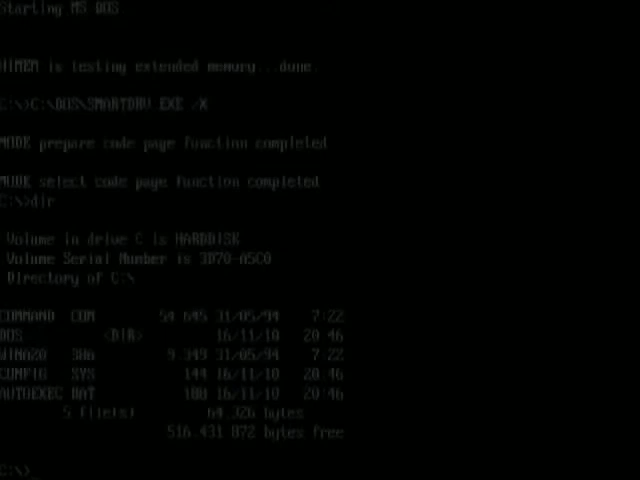 Starting MS-DOS
HIMEM is testing extended memory...done.
C:\>C:\DOS\SMARTDRV.EXE /X
MODE prepare code page function completed
MODE select code page function completed
C:\>dir
Volume in drive C is HARDDISK
Volume Serial Number is 3D70-A5C0
Directory of C:\
COMMAND COM 54 645 31/05/94 7:22
DOS <DIR> 16/11/10 20:46
WINA20 386 9.349 31/05/94 7:22
CONFIG SYS 144 16/11/10 20:46
AUTOEXEC BAT 188 16/11/10 20:46
5 file(s) 64.326 bytes
516.431.872 bytes free
C:\>